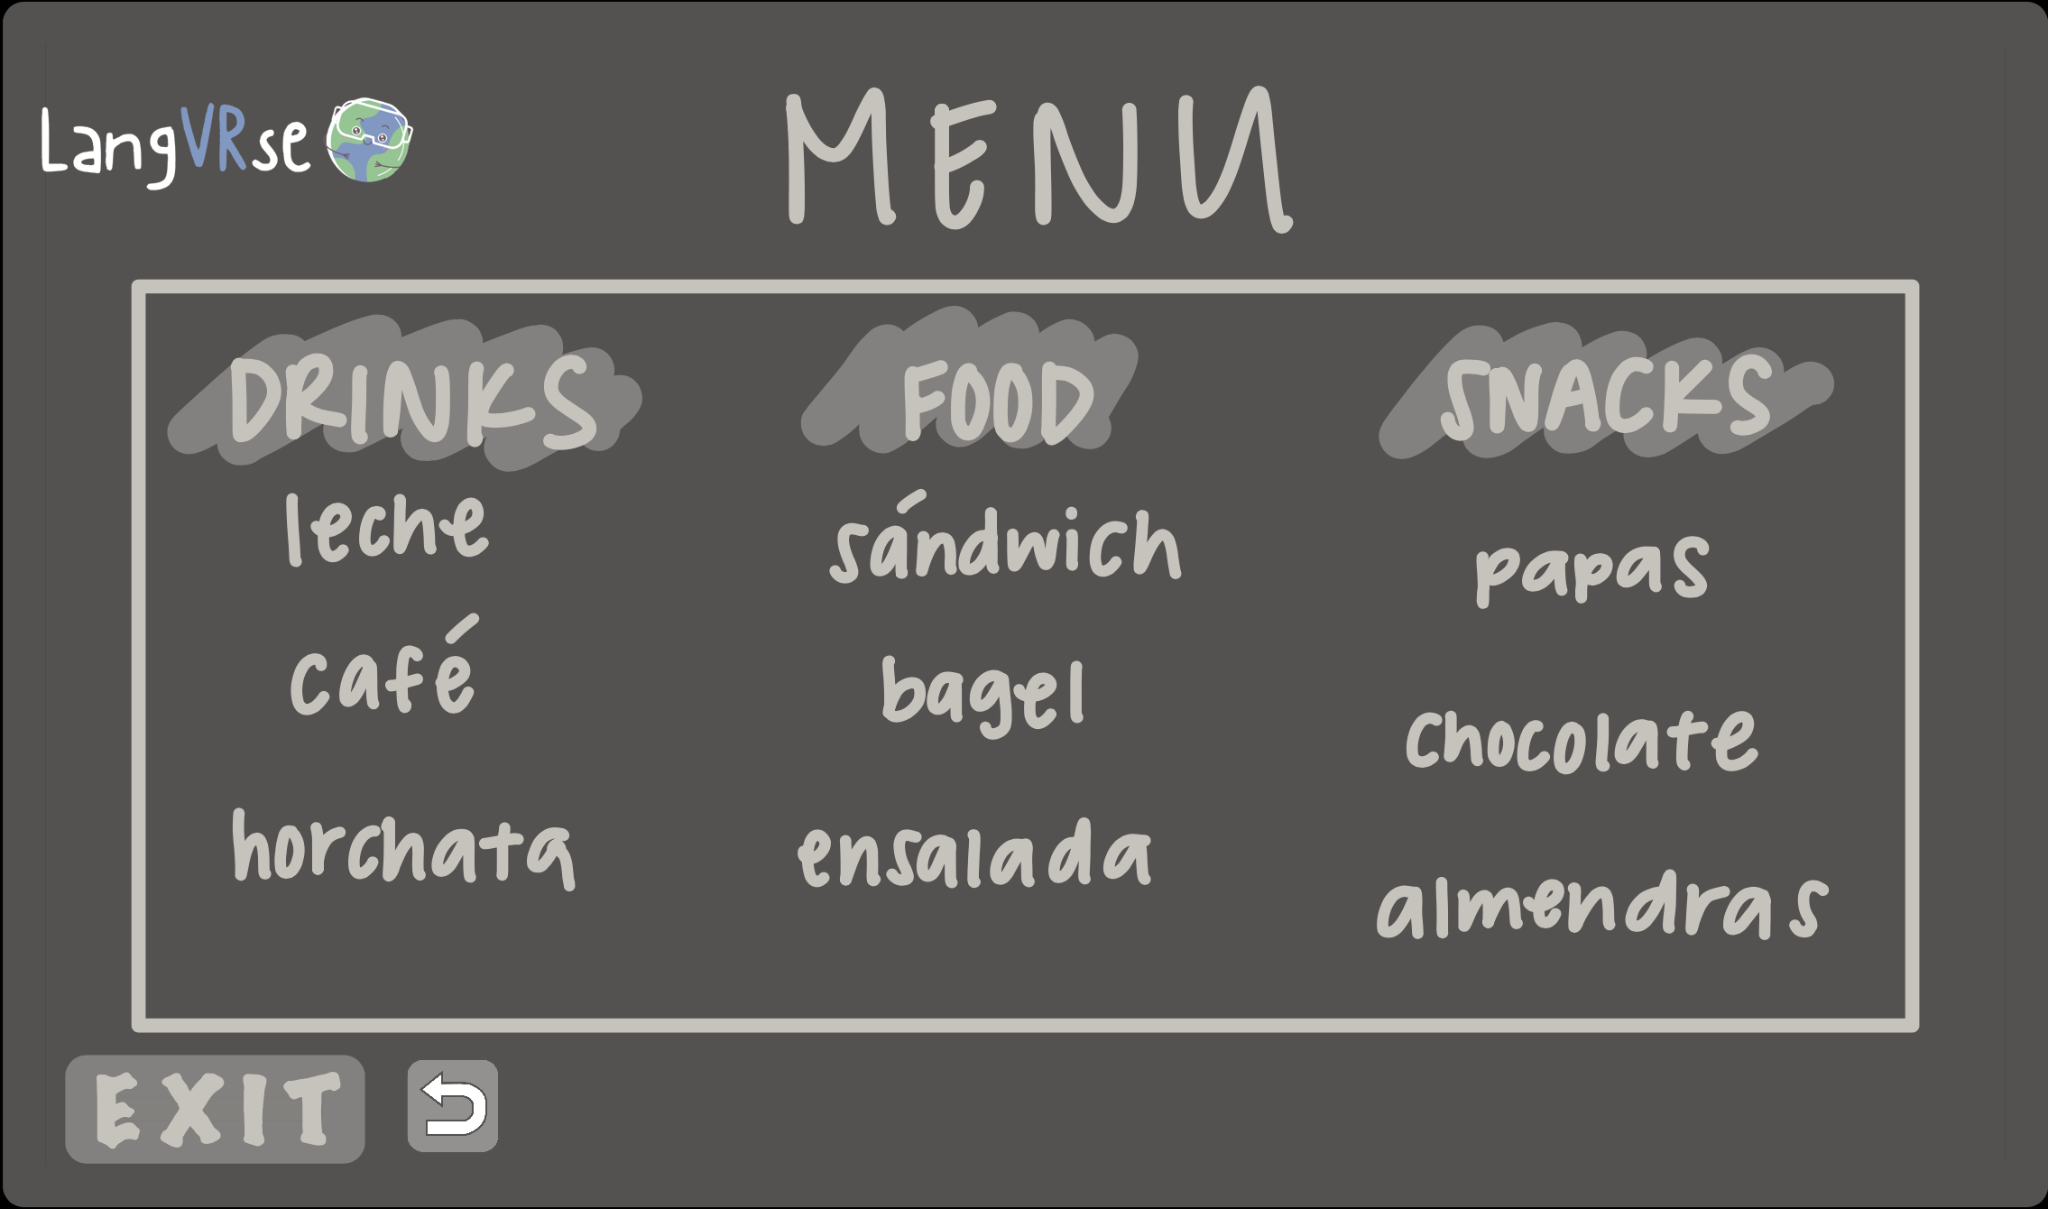 LangVRse
MENU
DRINKS
leche
café
horchata
FOOD
sándwich
bagel
ensalada
SNACKS
papas
chocolate
almendras
EXIT